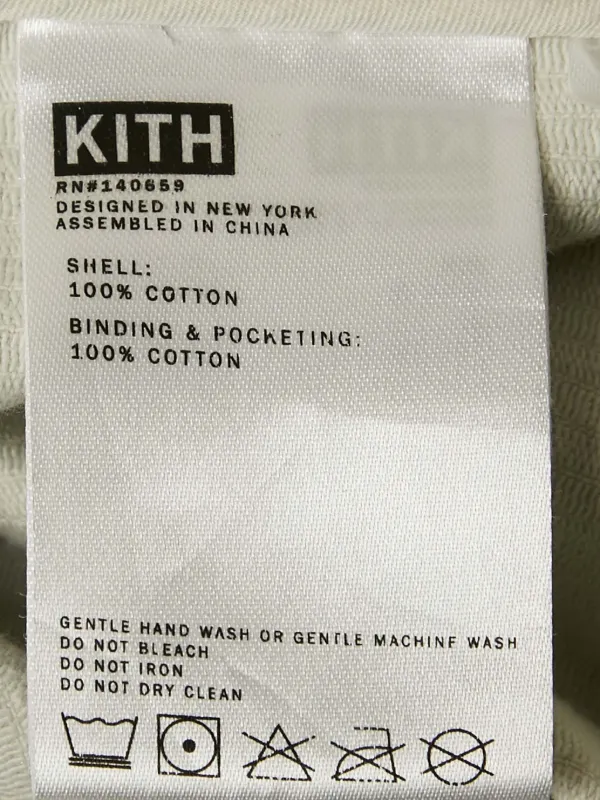 KITH
RN#140659
DESIGNED IN NEW YORK
ASSEMBLED IN CHINA
SHELL:
100% COTTON
BINDING & POCKETING:
100% COTTON
GENTLE HAND WASH OR GENTLE MACHINE WASH
DO NOT BLEACH
DO NOT IRON
DO NOT DRY CLEAN